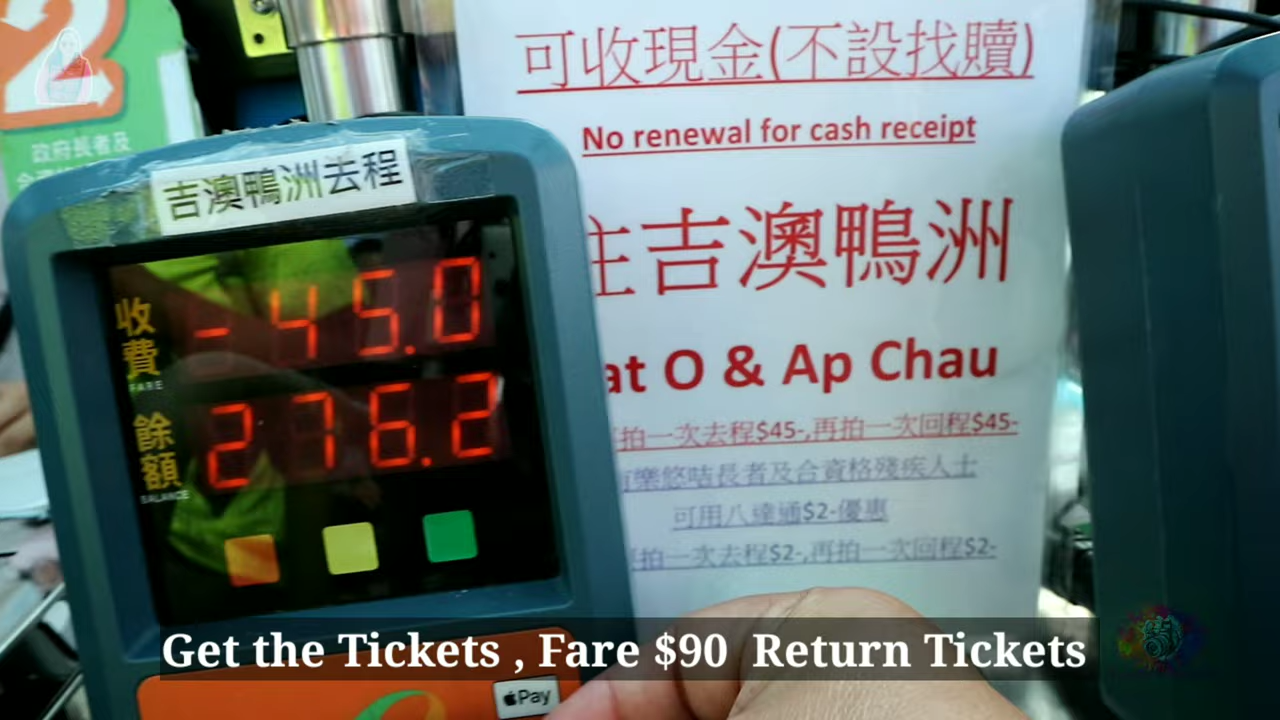 2
政府長者及
吉澳鴨洲去程
收費
FARE
- 45.0
餘額
BALANCE
276.2
Pay
可收現金(不設找贖)
No renewal for cash receipt
往吉澳鴨洲
at O & Ap Chau
拍一次去程$45-,再拍一次回程$45-
樂悠咭長者及合資格殘疾人士
可用八達通$2-優惠
拍一次去程$2-,再拍一次回程$2-
Get the Tickets , Fare $90 Return Tickets